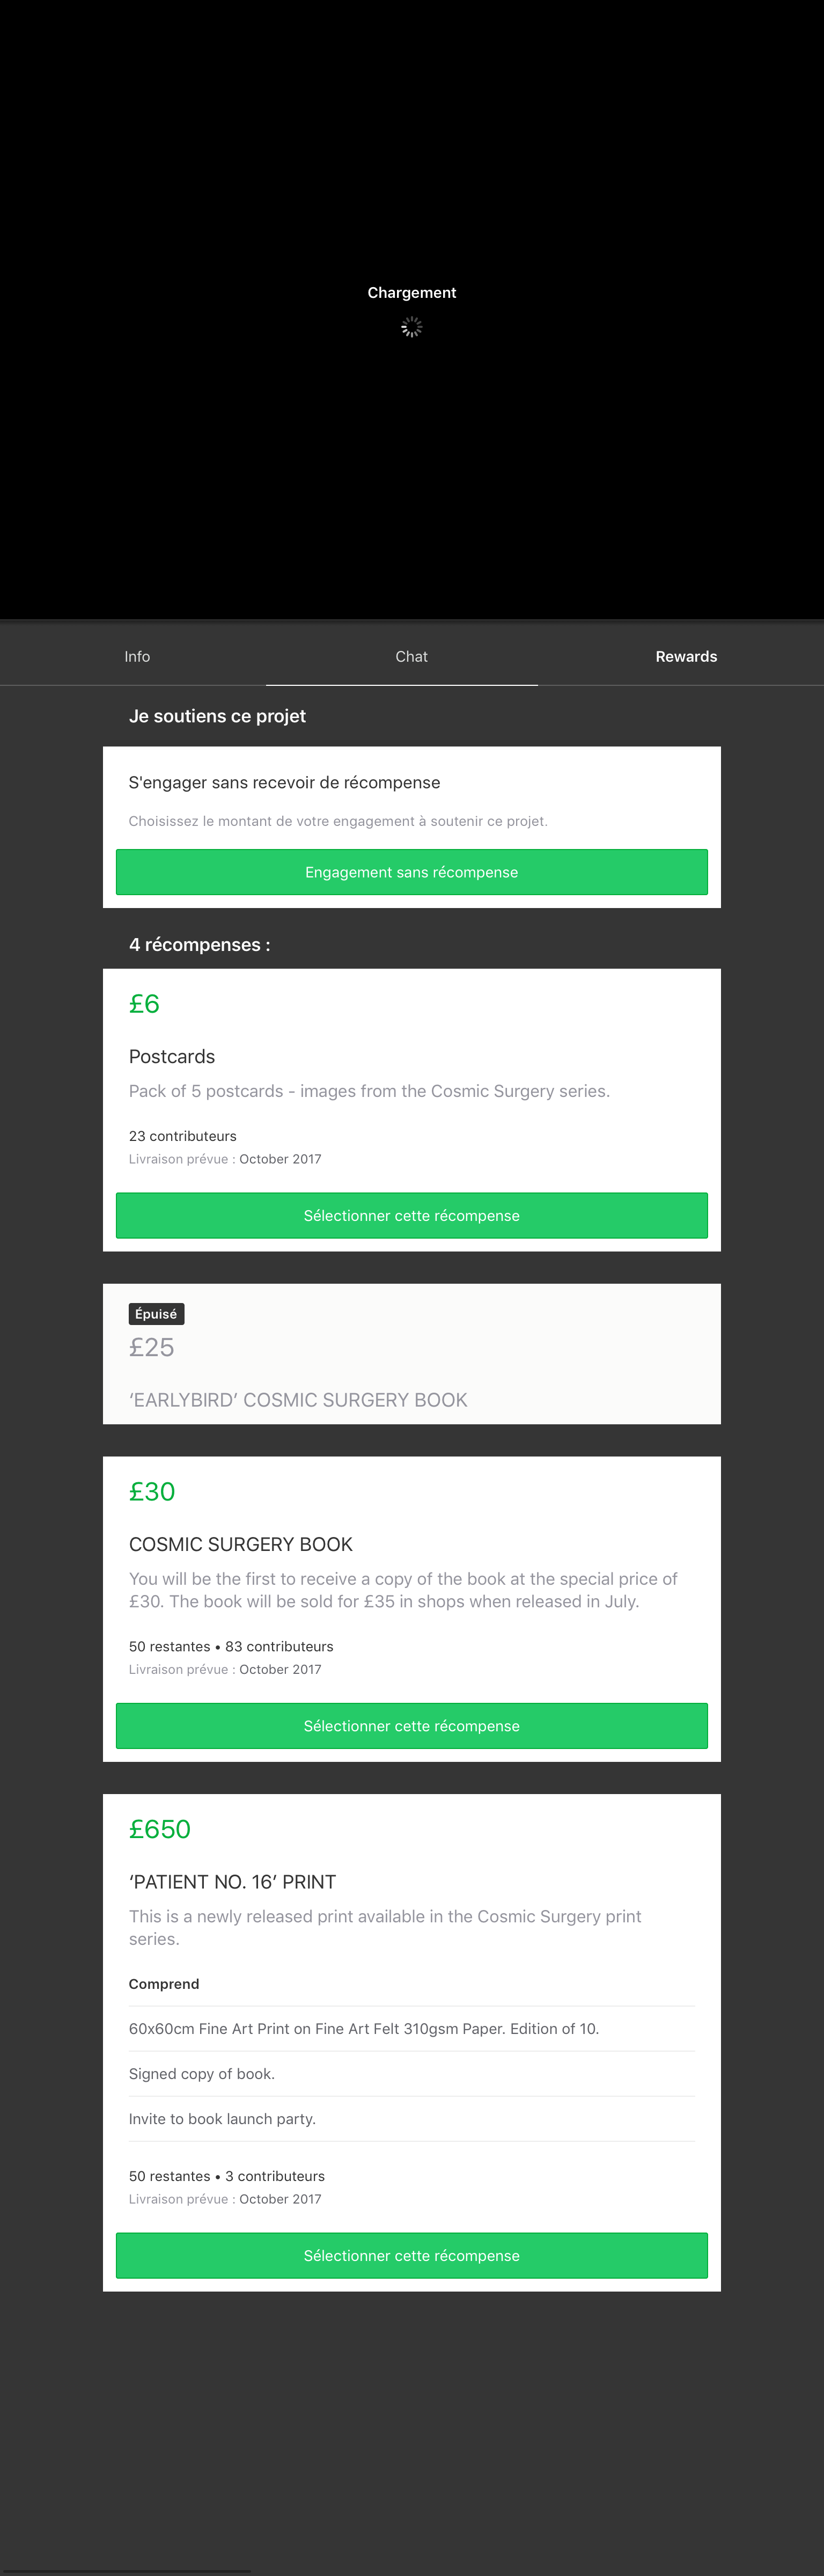 Chargement
Info
Chat
Rewards
Je soutiens ce projet
S'engager sans recevoir de récompense
Choisissez le montant de votre engagement à soutenir ce projet.
Engagement sans récompense
4 récompenses :
£6
Postcards
Pack of 5 postcards - images from the Cosmic Surgery series.
23 contributeurs
Livraison prévue : October 2017
Sélectionner cette récompense
Épuisé
£25
‘EARLYBIRD’ COSMIC SURGERY BOOK
£30
COSMIC SURGERY BOOK
You will be the first to receive a copy of the book at the special price of
£30. The book will be sold for £35 in shops when released in July.
50 restantes • 83 contributeurs
Livraison prévue : October 2017
Sélectionner cette récompense
£650
‘PATIENT NO. 16’ PRINT
This is a newly released print available in the Cosmic Surgery print
series.
Comprend
60x60cm Fine Art Print on Fine Art Felt 310gsm Paper. Edition of 10.
Signed copy of book.
Invite to book launch party.
50 restantes • 3 contributeurs
Livraison prévue : October 2017
Sélectionner cette récompense